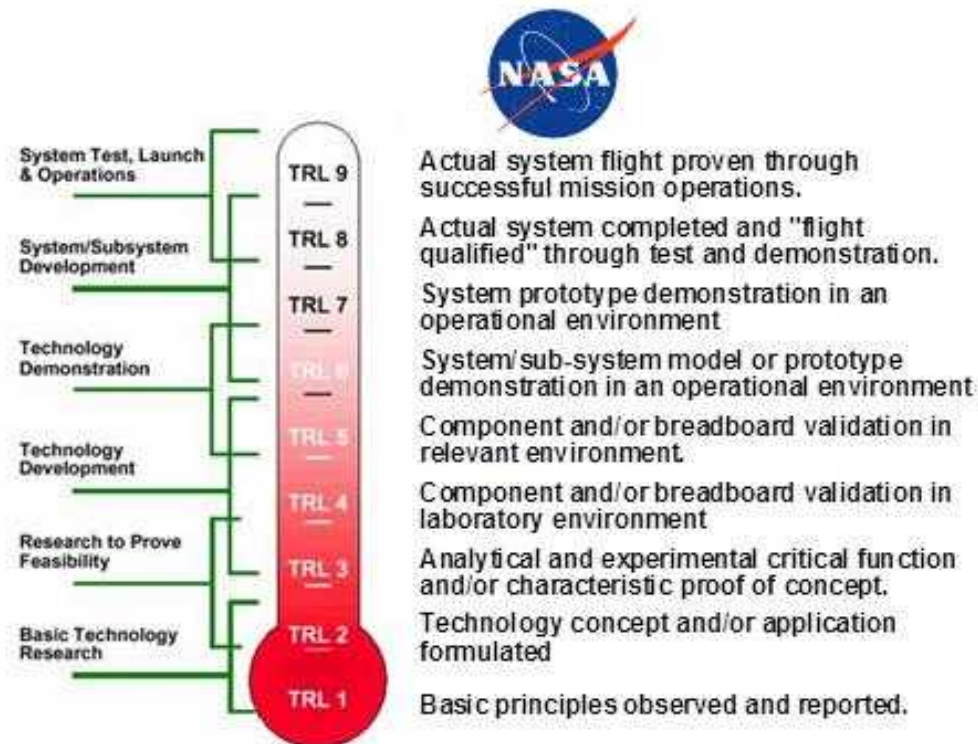 NASA
System Test, Launch
& Operations
TRL 9
Actual system flight proven through
successful mission operations.
System/Subsystem
Development
TRL 8
Actual system completed and "flight
qualified" through test and demonstration.
TRL 7
System prototype demonstration in an
operational environment
Technology
Demonstration
TRL 6
System/sub-system model or prototype
demonstration in an operational environment
Technology
Development
TRL 5
Component and/or breadboard validation in
relevant environment.
TRL 4
Component and/or breadboard validation in
laboratory environment
Research to Prove
Feasibility
TRL 3
Analytical and experimental critical function
and/or characteristic proof of concept.
Basic Technology
Research
TRL 2
Technology concept and/or application
formulated
TRL 1
Basic principles observed and reported.